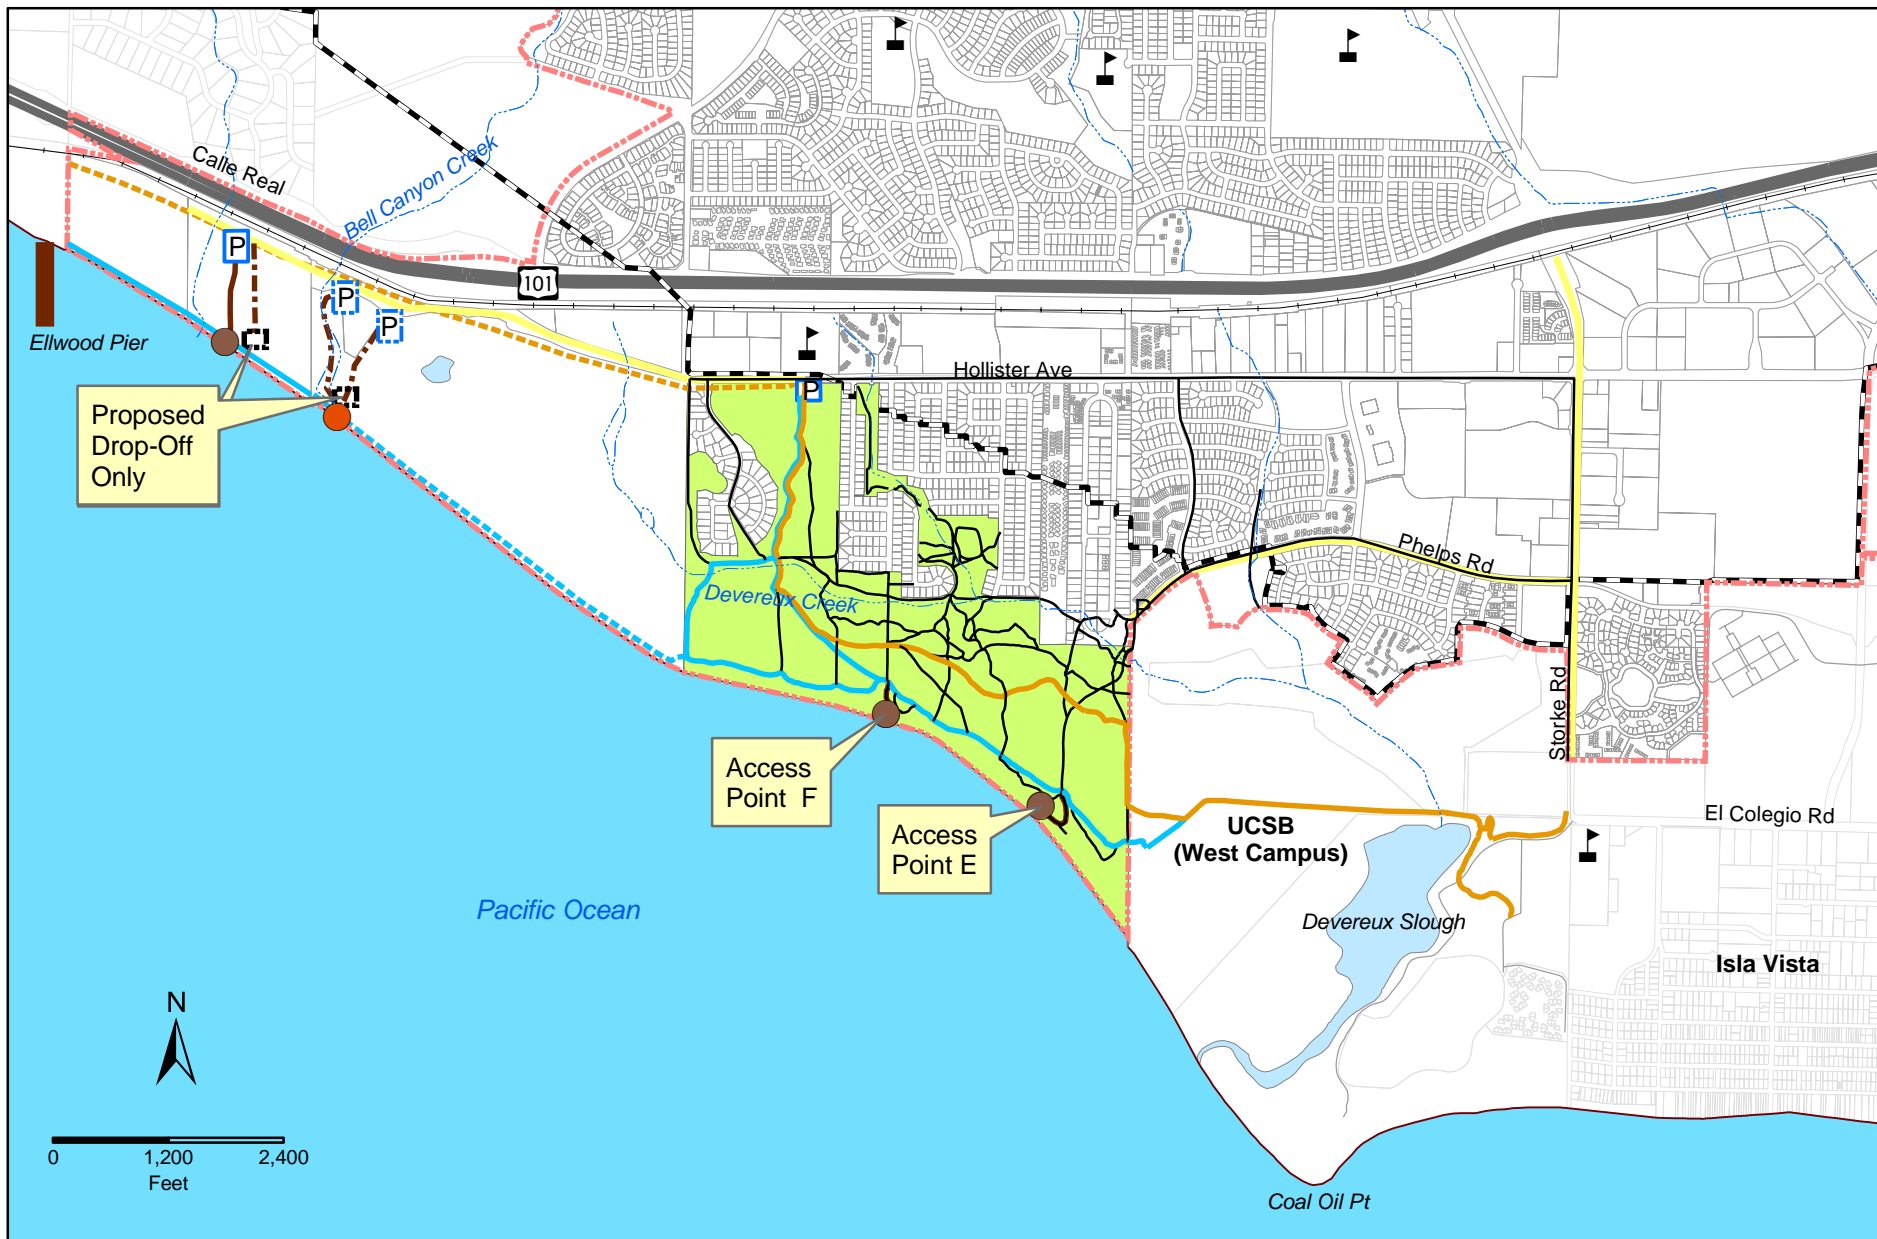 Calle Real
Bell Canyon Creek
P
101
P
P
Ellwood Pier
Hollister Ave
P
Proposed
Drop-Off
Only
Phelps Rd
Devereux Creek
P
Storke Rd
Access
Point F
Access
Point E
UCSB
(West Campus)
El Colegio Rd
Pacific Ocean
Devereux Slough
Isla Vista
N
0 1,200 2,400
Feet
Coal Oil Pt